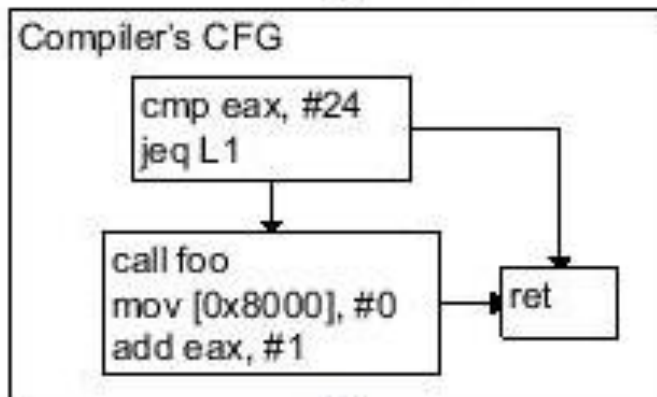 Compiler's CFG
cmp eax, #24
jeq L1
call foo
mov [0x8000], #0
add eax, #1
ret